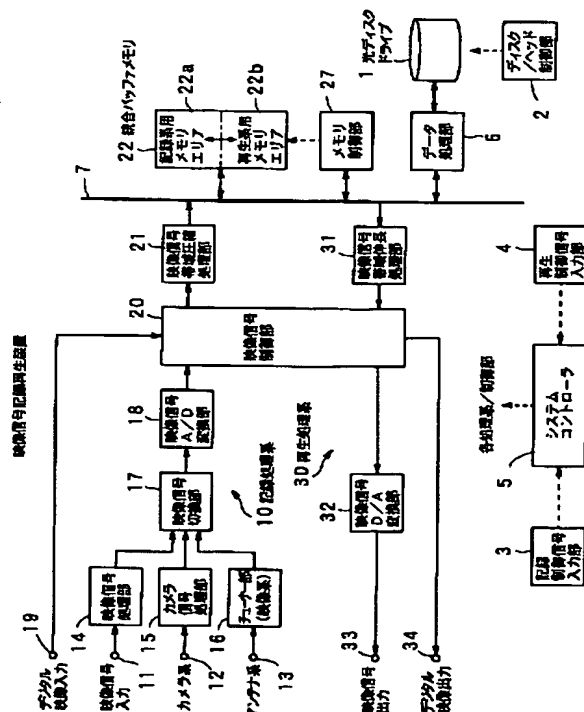 映像信号記録再生装置
デジタル
映像入力
19
映像信号
入力
11
カメラ系
12
アンテナ系
13
14
映像信号
処理部
15
カメラ
信号
処理部
16
チューナー部
(映像系)
17
映像信号
切換部
18
映像信号
A/D
変換部
10 記録処理系
20
映像信号
制御部
21
映像信号
帯域圧縮
処理部
7
22 統合バッファメモリ
22a
記録系用
メモリ
エリア
22b
再生系用
メモリ
エリア
27
メモリ
制御部
1 光ディスク
ドライブ
ディスク
/ヘッド
制御部
2
データ
処理部
6
31
映像信号
帯域伸長
処理部
30 再生処理系
32
映像信号
D/A
変換部
映像信号
出力
33
デジタル
映像出力
34
各処理系/制御部
3
記録
制御信号
入力部
5
システム
コントローラ
4
再生
制御信号
入力部